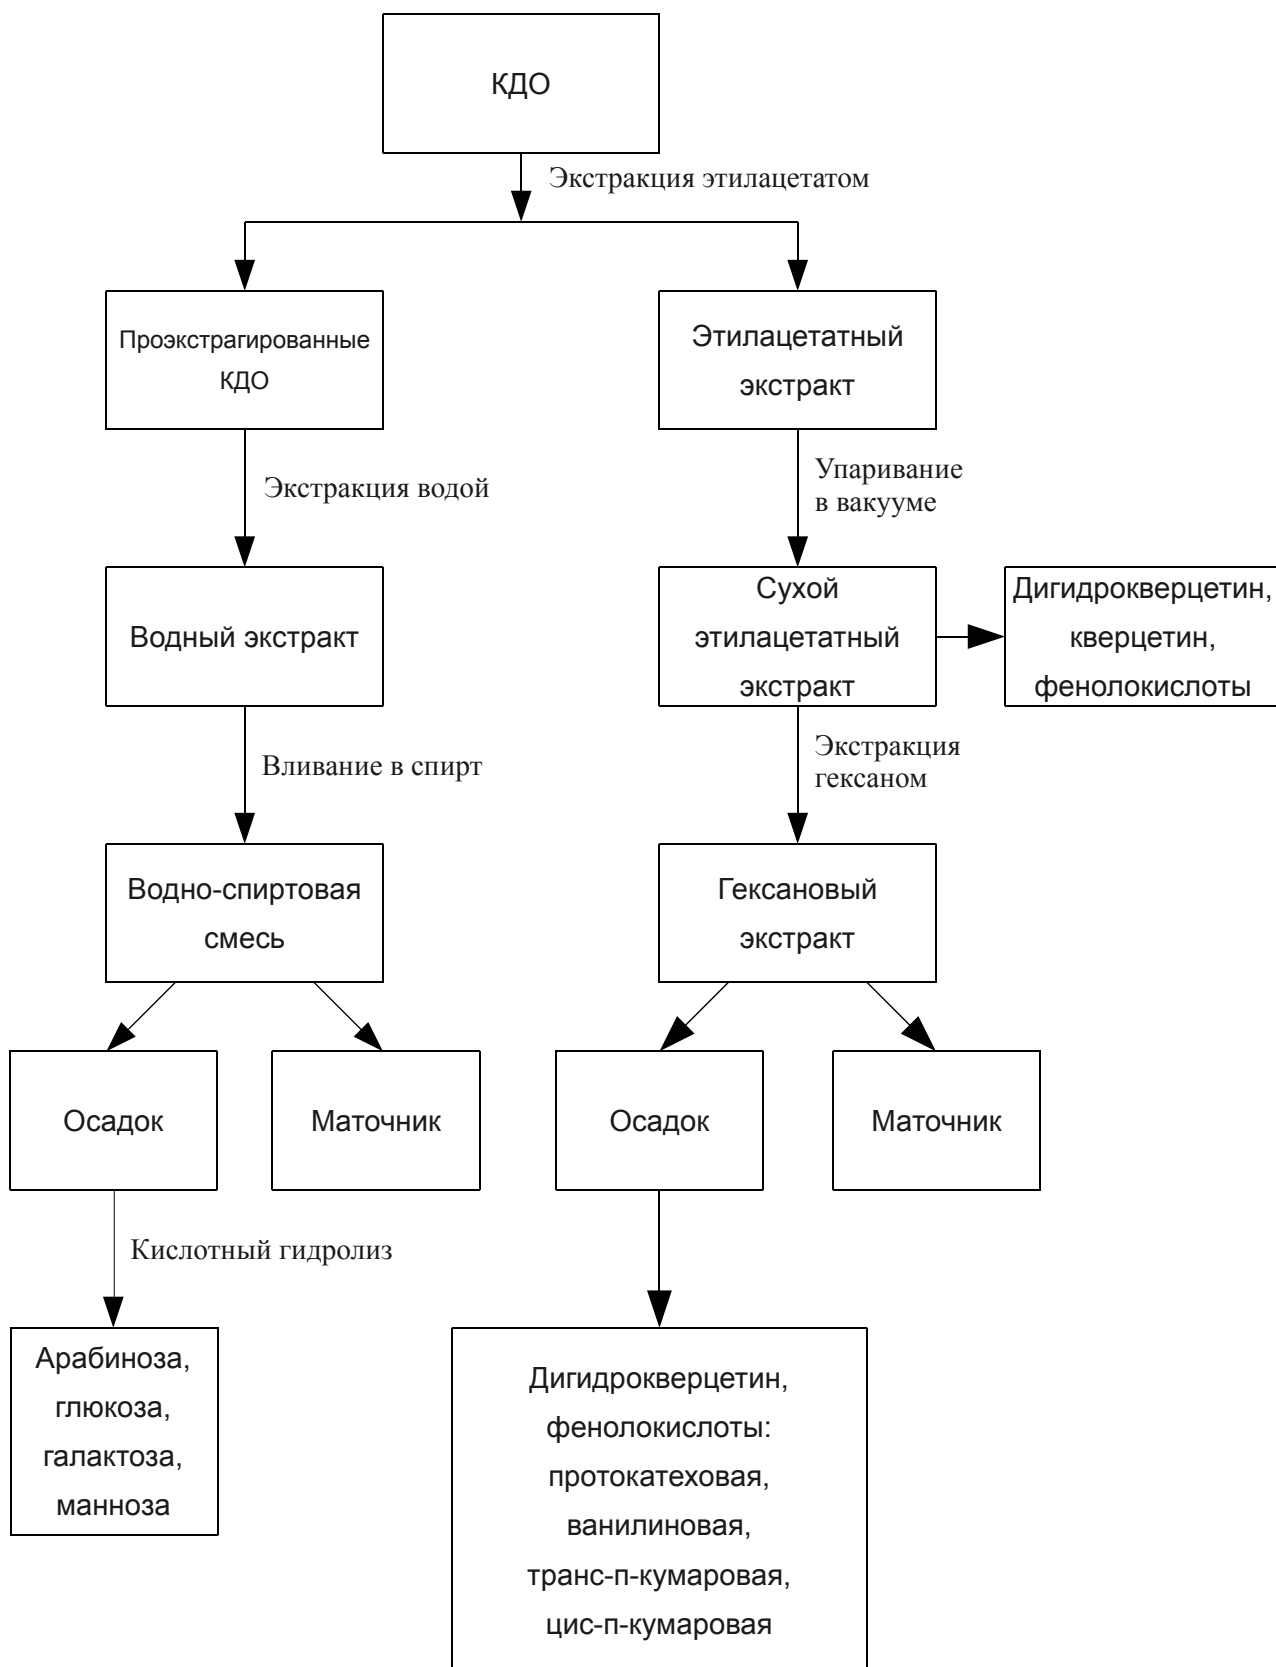 КДО
Экстракция этилацетатом
Проэкстрагированные
КДО
Этилацетатный
экстракт
Экстракция водой
Упаривание
в вакууме
Водный экстракт
Сухой
этилацетатный
экстракт
Дигидрокверцетин,
кверцетин,
фенолокислоты
Вливание в спирт
Экстракция
гексаном
Водно-спиртовая
смесь
Гексановый
экстракт
Осадок
Маточник
Осадок
Маточник
Кислотный гидролиз
Арабиноза,
глюкоза,
галактоза,
манноза
Дигидрокверцетин,
фенолокислоты:
протокатеховая,
ванилиновая,
транс-п-кумаровая,
цис-п-кумаровая